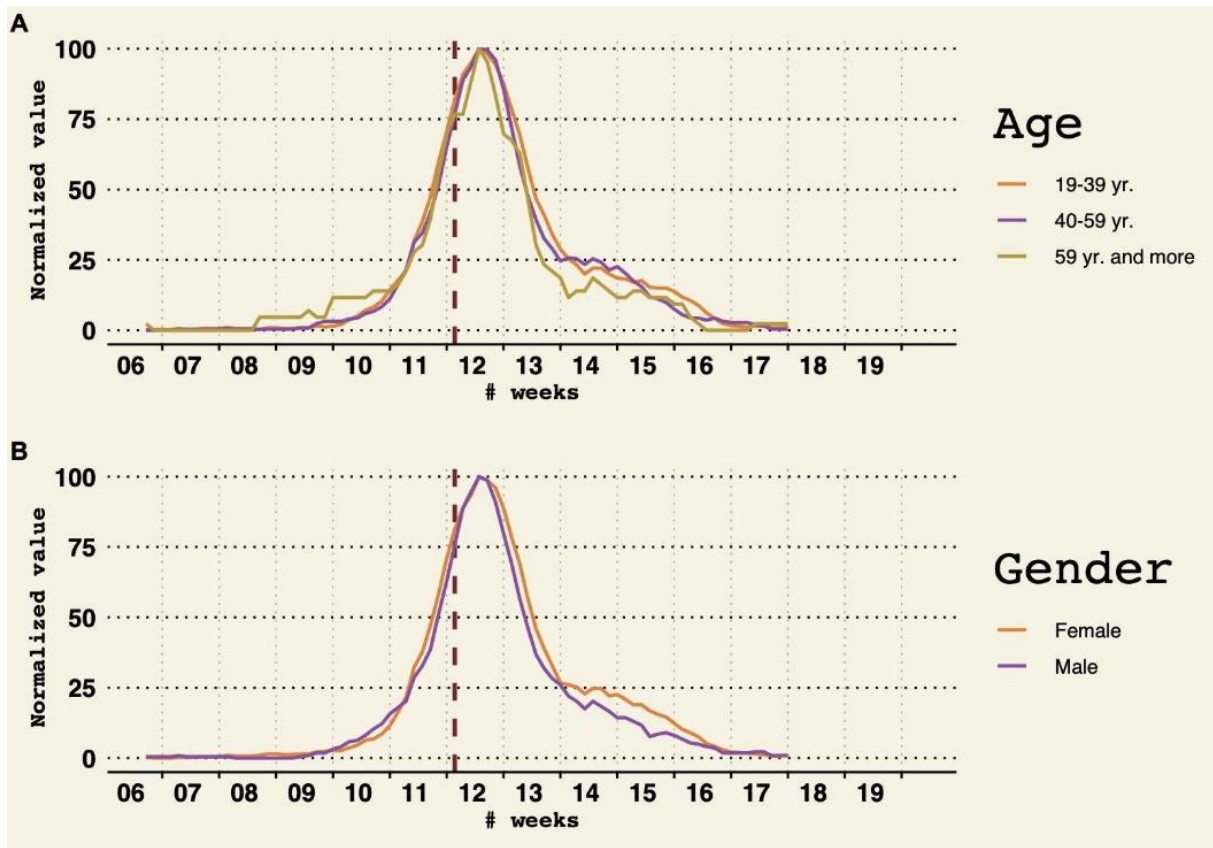 A
Normalized value
100
75
50
25
0
06 07 08 09 10 11 12 13 14 15 16 17 18 19
# weeks
Age
19-39 yr.
40-59 yr.
59 yr. and more
B
Normalized value
100
75
50
25
0
06 07 08 09 10 11 12 13 14 15 16 17 18 19
# weeks
Gender
Female
Male